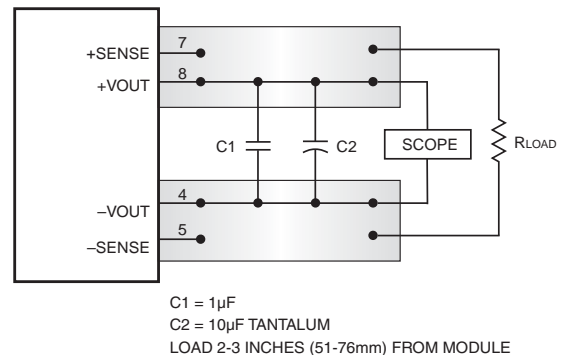 +SENSE 7
+VOUT 8
C1 C2 SCOPE RLOAD
–VOUT 4
–SENSE 5
C1 = 1µF
C2 = 10µF TANTALUM
LOAD 2-3 INCHES (51-76mm) FROM MODULE